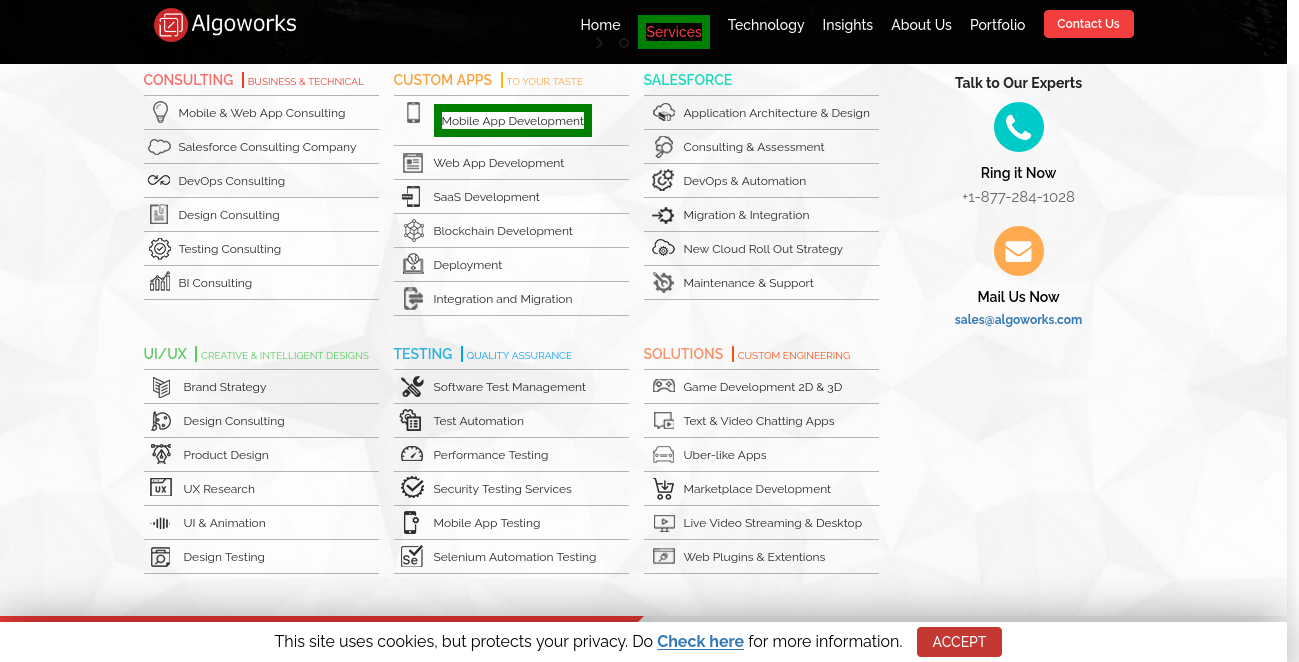 Algoworks
Home Services Technology Insights About Us Portfolio Contact Us
CONSULTING BUSINESS & TECHNICAL
Mobile & Web App Consulting
Salesforce Consulting Company
DevOps Consulting
Design Consulting
Testing Consulting
BI Consulting
CUSTOM APPS TO YOUR TASTE
Mobile App Development
Web App Development
SaaS Development
Blockchain Development
Deployment
Integration and Migration
SALESFORCE
Application Architecture & Design
Consulting & Assessment
DevOps & Automation
Migration & Integration
New Cloud Roll Out Strategy
Maintenance & Support
Talk to Our Experts
Ring it Now
+1-877-284-1028
Mail Us Now
sales@algoworks.com
UI/UX CREATIVE & INTELLIGENT DESIGNS
Brand Strategy
Design Consulting
Product Design
UX UX Research
UI & Animation
Design Testing
TESTING QUALITY ASSURANCE
Software Test Management
Test Automation
Performance Testing
Security Testing Services
Mobile App Testing
Se Selenium Automation Testing
SOLUTIONS CUSTOM ENGINEERING
Game Development 2D & 3D
Text & Video Chatting Apps
Uber-like Apps
Marketplace Development
Live Video Streaming & Desktop
Web Plugins & Extentions
This site uses cookies, but protects your privacy. Do Check here for more information. ACCEPT